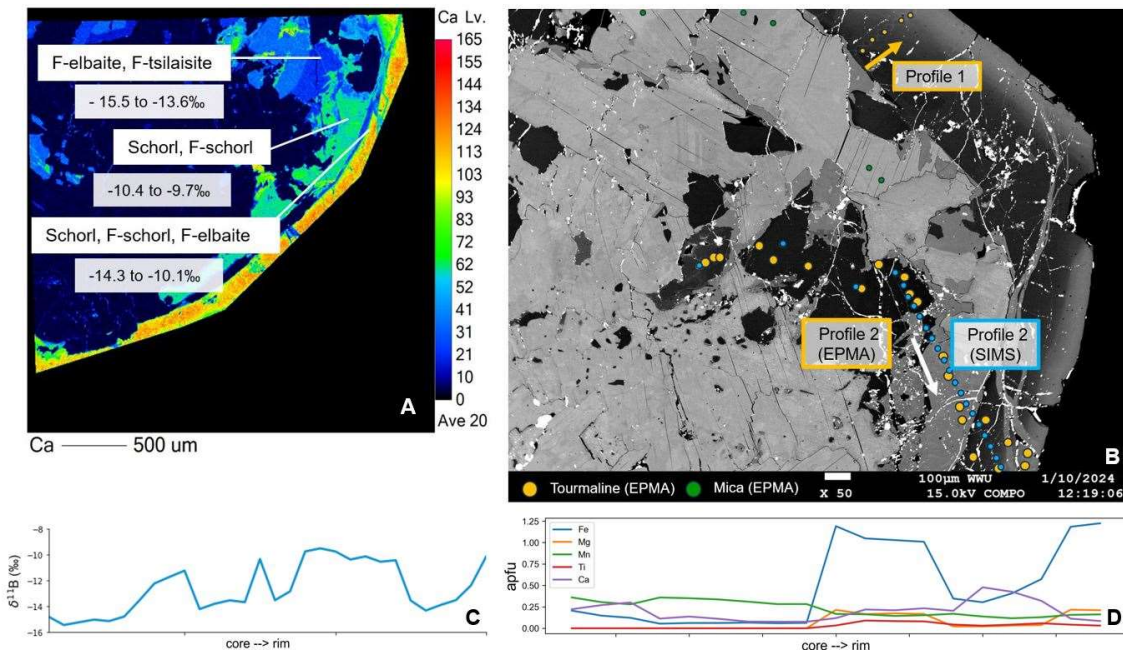 Ca Lv.
165
154
144
134
124
113
103
93
83
72
62
52
41
31
21
10
0
Ave 20
F-elbaite, F-tsilaisite
- 15.5 to -13.6‰
Schorl, F-schorl
-10.4 to -9.7‰
Schorl, F-schorl, F-elbaite
-14.3 to -10.1‰
A
Ca 500 um
Profile 1
Profile 2
(EPMA)
Profile 2
(SIMS)
B
Tourmaline (EPMA) Mica (EPMA)
X 50
100μm WWU 1/10/2024
15.0kV COMPO 12:19:06
δ11B (‰)
-8
-10
-12
-14
-16
core --> rim
C
apfu
1.25
1.00
0.75
0.50
0.25
0.00
Fe
Mg
Mn
Ti
Ca
core --> rim
D